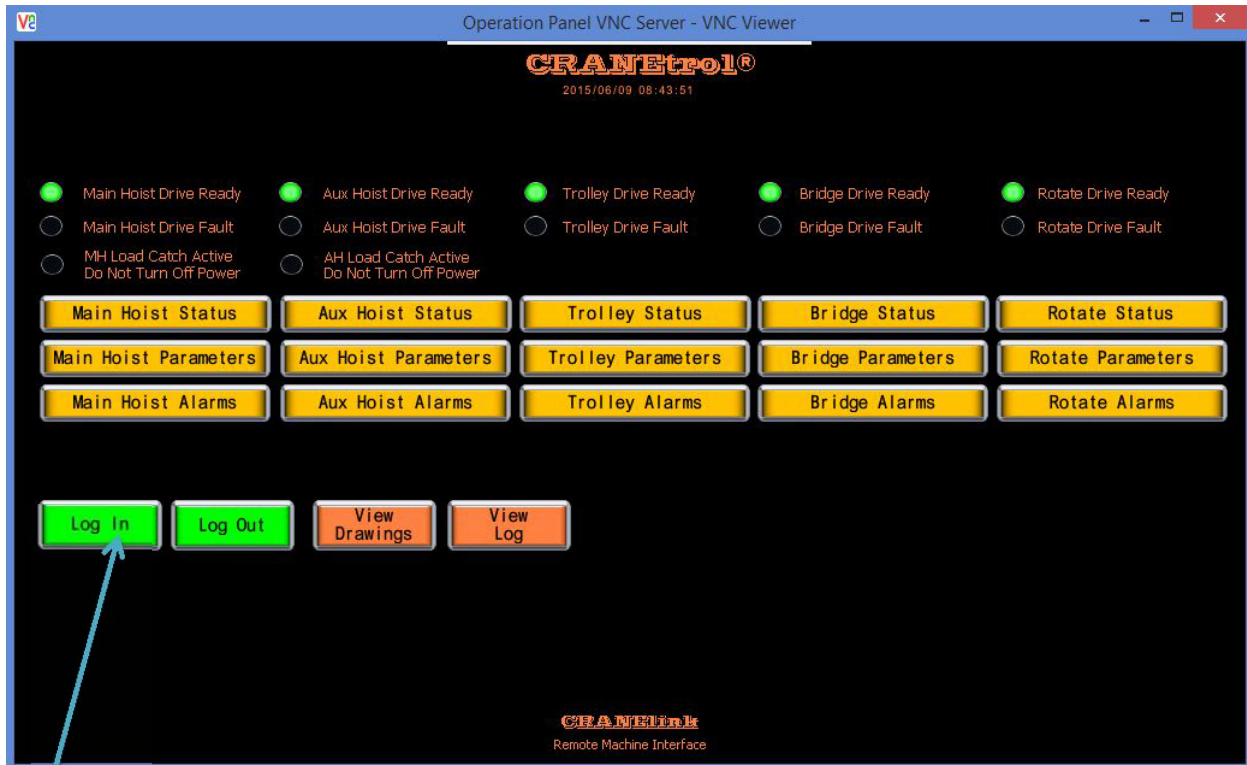 Operation Panel VNC Server - VNC Viewer
CRANEtrol®
2015/06/09 08:43:51
Main Hoist Drive Ready
Aux Hoist Drive Ready
Trolley Drive Ready
Bridge Drive Ready
Rotate Drive Ready
Main Hoist Drive Fault
Aux Hoist Drive Fault
Trolley Drive Fault
Bridge Drive Fault
Rotate Drive Fault
MH Load Catch Active
Do Not Turn Off Power
AH Load Catch Active
Do Not Turn Off Power
Main Hoist Status
Aux Hoist Status
Trolley Status
Bridge Status
Rotate Status
Main Hoist Parameters
Aux Hoist Parameters
Trolley Parameters
Bridge Parameters
Rotate Parameters
Main Hoist Alarms
Aux Hoist Alarms
Trolley Alarms
Bridge Alarms
Rotate Alarms
Log In
Log Out
View
Drawings
View
Log
CRANElink
Remote Machine Interface